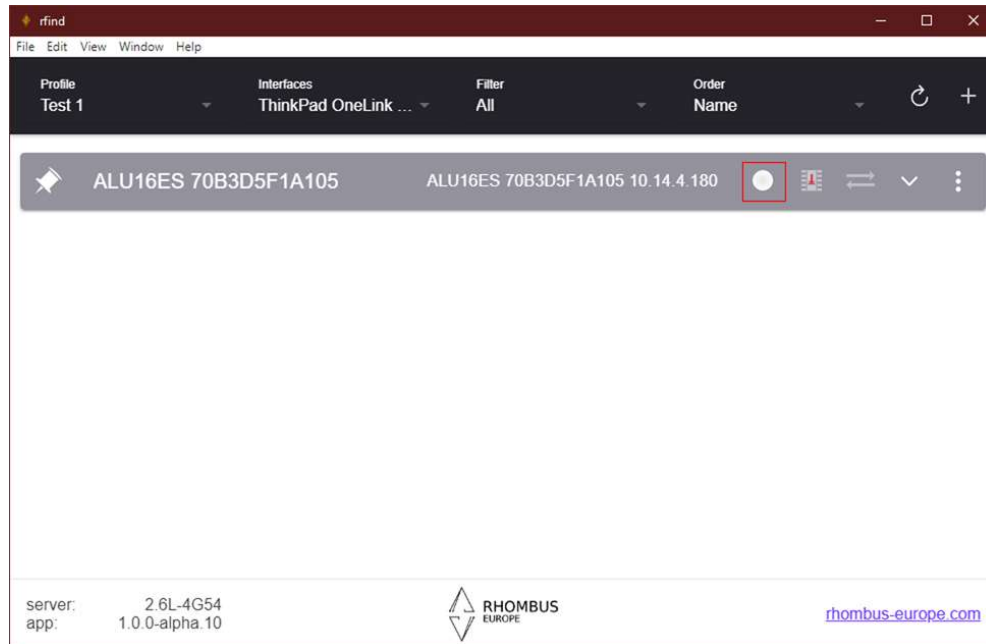 rfind
File Edit View Window Help
Profile Interfaces Filter Order
Test 1 ThinkPad OneLink ... All Name
ALU16ES 70B3D5F1A105 ALU16ES 70B3D5F1A105 10.14.4.180
server: 2.6L-4G54
app: 1.0.0-alpha.10
RHOMBUS
EUROPE
rhombus-europe.com